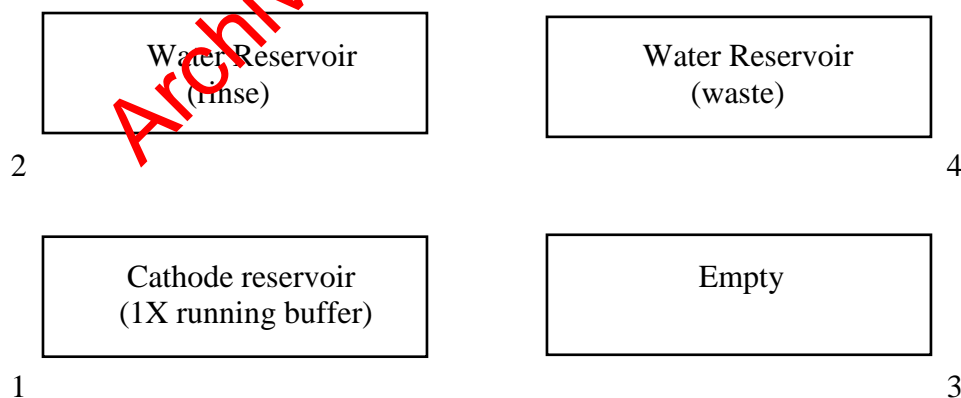 Water Reservoir
(rinse)
Water Reservoir
(waste)
2
4
Cathode reservoir
(1X running buffer)
Empty
1
3